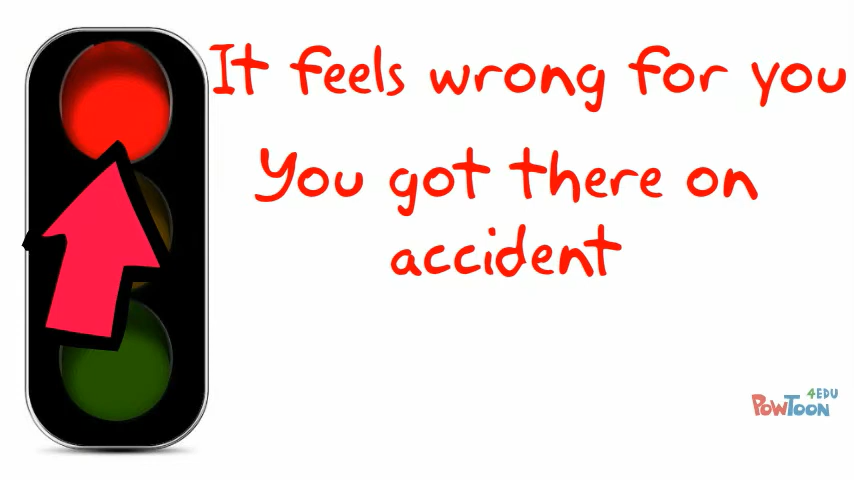 It feels wrong for you
You got there on
accident
4EDU
POWTOON